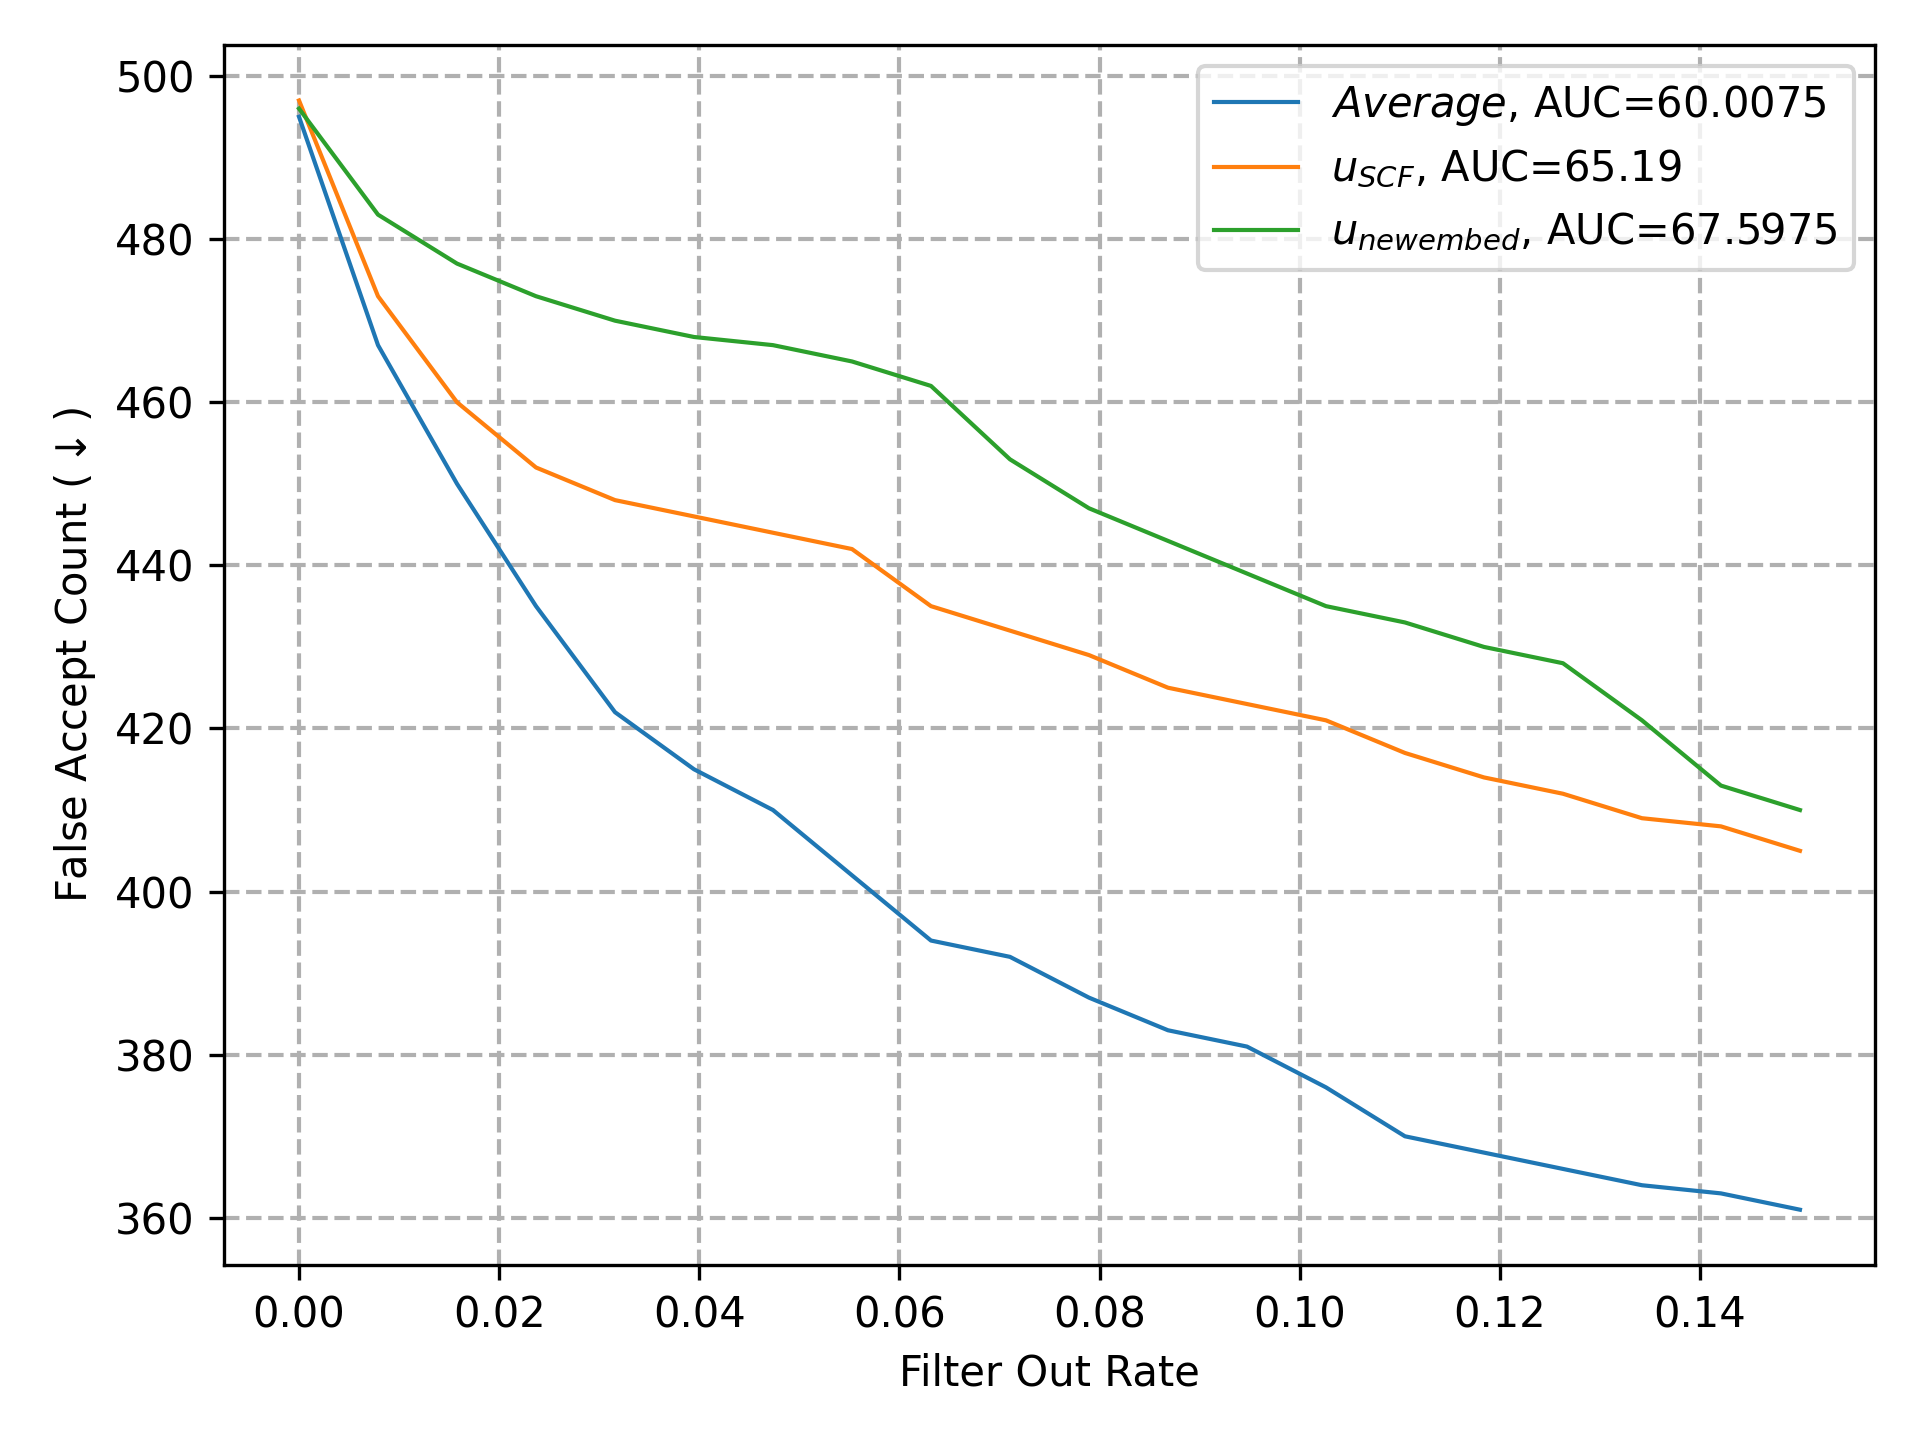 500
480
460
440
420
400
380
360
False Accept Count ( ↓ )
Average, AUC=60.0075
u_SCF, AUC=65.19
u_newembed, AUC=67.5975
0.00 0.02 0.04 0.06 0.08 0.10 0.12 0.14
Filter Out Rate